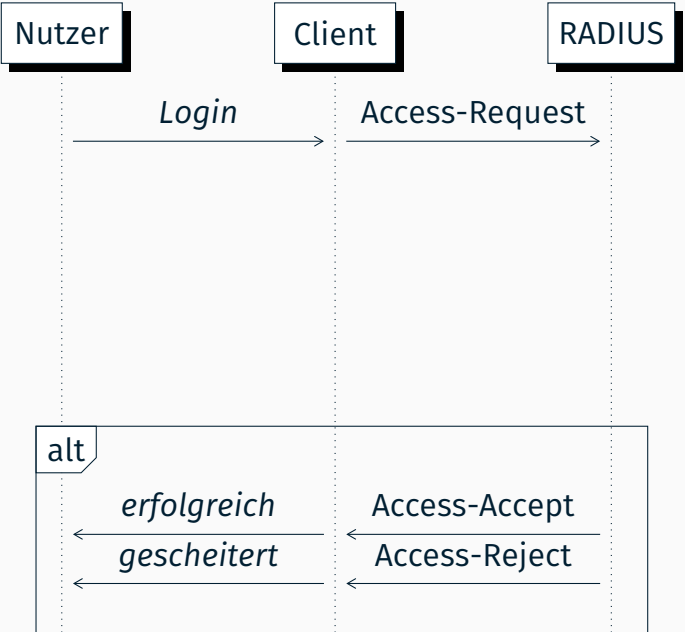 Nutzer Client RADIUS
Login Access-Request
alt
erfolgreich Access-Accept
gescheitert Access-Reject